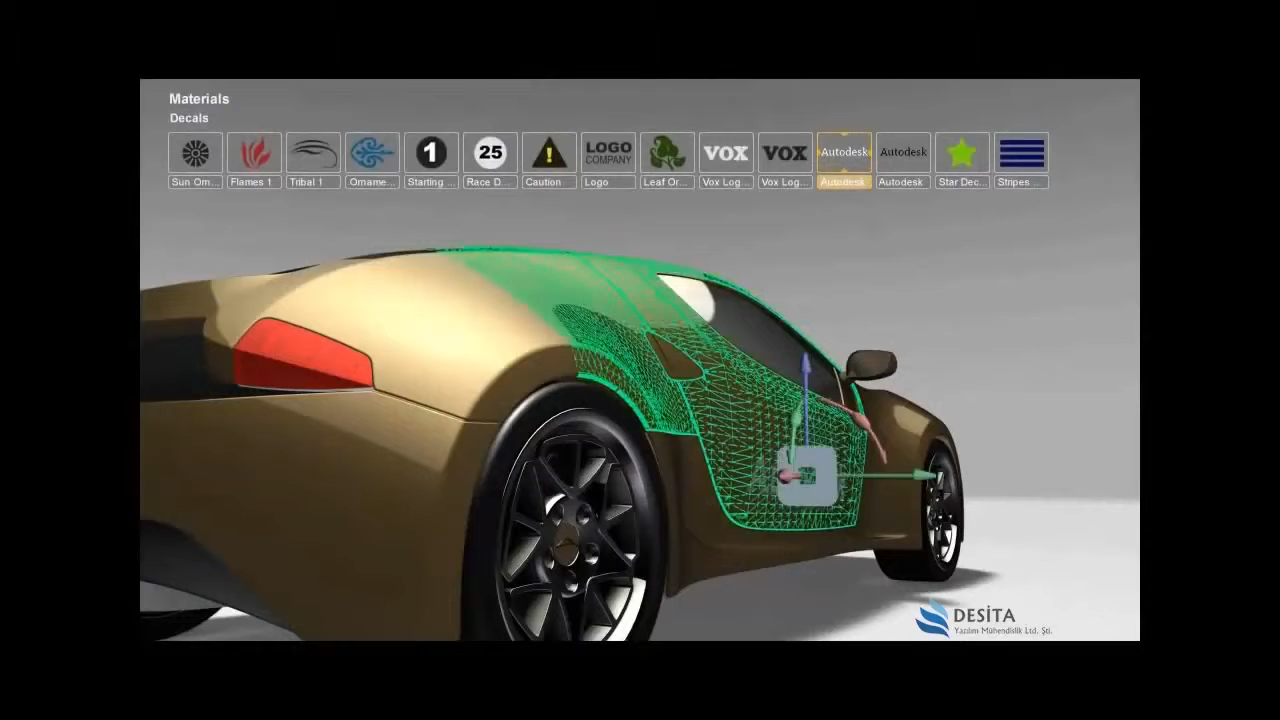 Materials
Decals
1
25
LOGO
COMPANY
VOX
VOX
Autodesk
Autodesk
Sun Om...
Flames 1
Tribal 1
Orname...
Starting ...
Race D...
Caution
Logo
Leaf Or...
Vox Log...
Vox Log...
Autodesk
Autodesk
Star Dec...
Stripes ...
DESİTA
Yazılım Mühendislik Ltd. Şti.